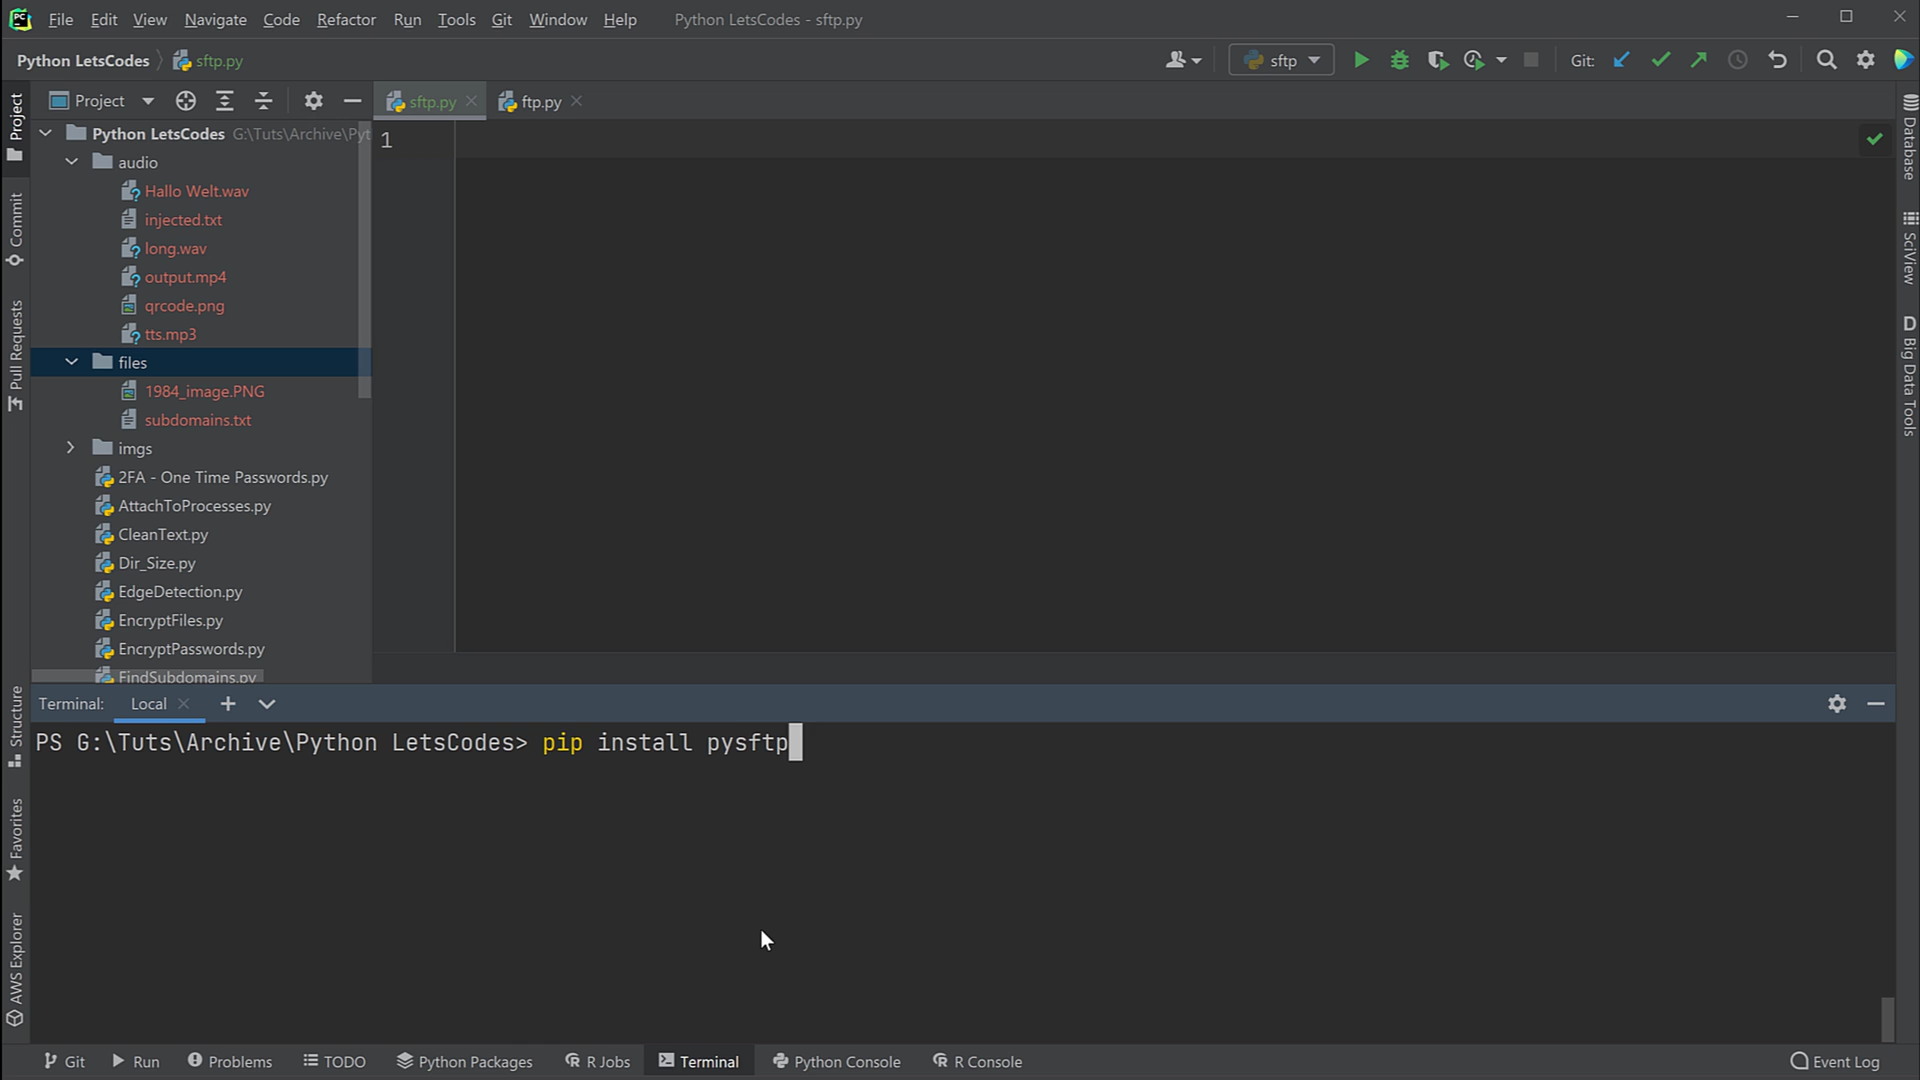 File Edit View Navigate Code Refactor Run Tools Git Window Help Python LetsCodes - sftp.py
Python LetsCodes sftp.py sftp Git:
Project sftp.py ftp.py
Python LetsCodes G:\Tuts\Archive\Pyt
1
audio
Hallo Welt.wav
injected.txt
long.wav
output.mp4
qrcode.png
tts.mp3
files
1984_image.PNG
subdomains.txt
imgs
2FA - One Time Passwords.py
AttachToProcesses.py
CleanText.py
Dir_Size.py
EdgeDetection.py
EncryptFiles.py
EncryptPasswords.py
FindSubdomains.py
Project
Commit
Pull Requests
Structure
Favorites
AWS Explorer
Database
SciView
D Big Data Tools
Terminal: Local
PS G:\Tuts\Archive\Python LetsCodes> pip install pysftp
Git Run Problems TODO Python Packages R Jobs Terminal Python Console R Console Event Log